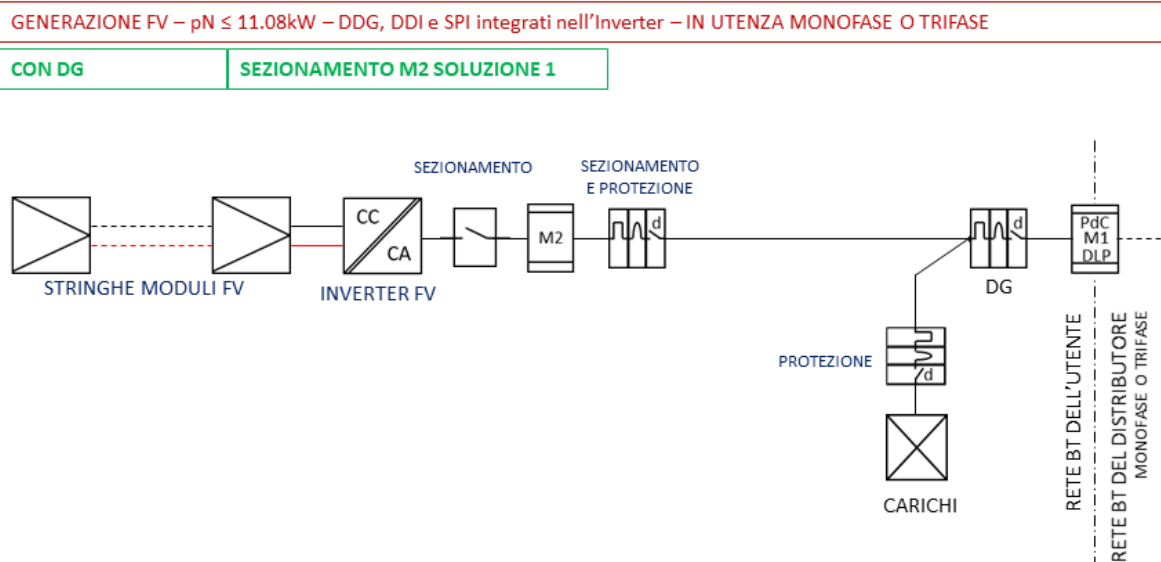 GENERAZIONE FV – pN ≤ 11.08kW – DDG, DDI e SPI integrati nell'Inverter – IN UTENZA MONOFASE O TRIFASE
CON DG
SEZIONAMENTO M2 SOLUZIONE 1
SEZIONAMENTO
SEZIONAMENTO
E PROTEZIONE
CC
CA
M2
d
d
PdC
M1
DLP
STRINGHE MODULI FV
INVERTER FV
DG
PROTEZIONE
d
CARICHI
RETE BT DELL'UTENTE
RETE BT DEL DISTRIBUTORE
MONOFASE O TRIFASE